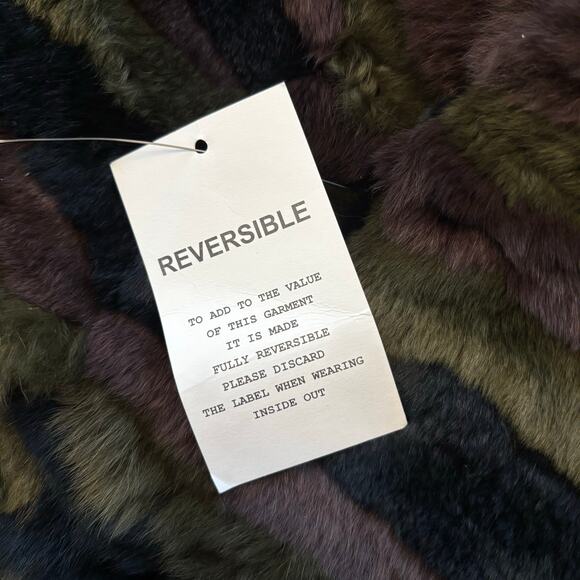 REVERSIBLE
TO ADD TO THE VALUE
OF THIS GARMENT
IT IS MADE
FULLY REVERSIBLE
PLEASE DISCARD
THE LABEL WHEN WEARING
INSIDE OUT